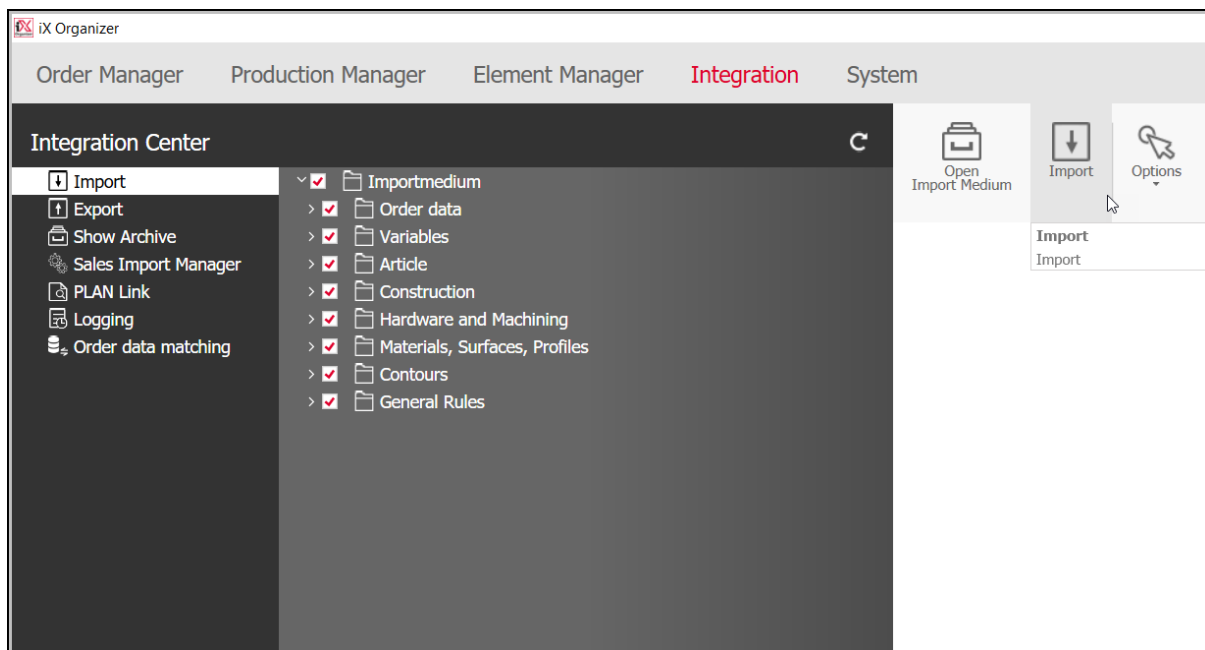 iX Organizer
Order Manager
Production Manager
Element Manager
Integration
System
Integration Center
Import
Export
Show Archive
Sales Import Manager
PLAN Link
Logging
Order data matching
Importmedium
Order data
Variables
Article
Construction
Hardware and Machining
Materials, Surfaces, Profiles
Contours
General Rules
Open
Import Medium
Import
Options
Import
Import